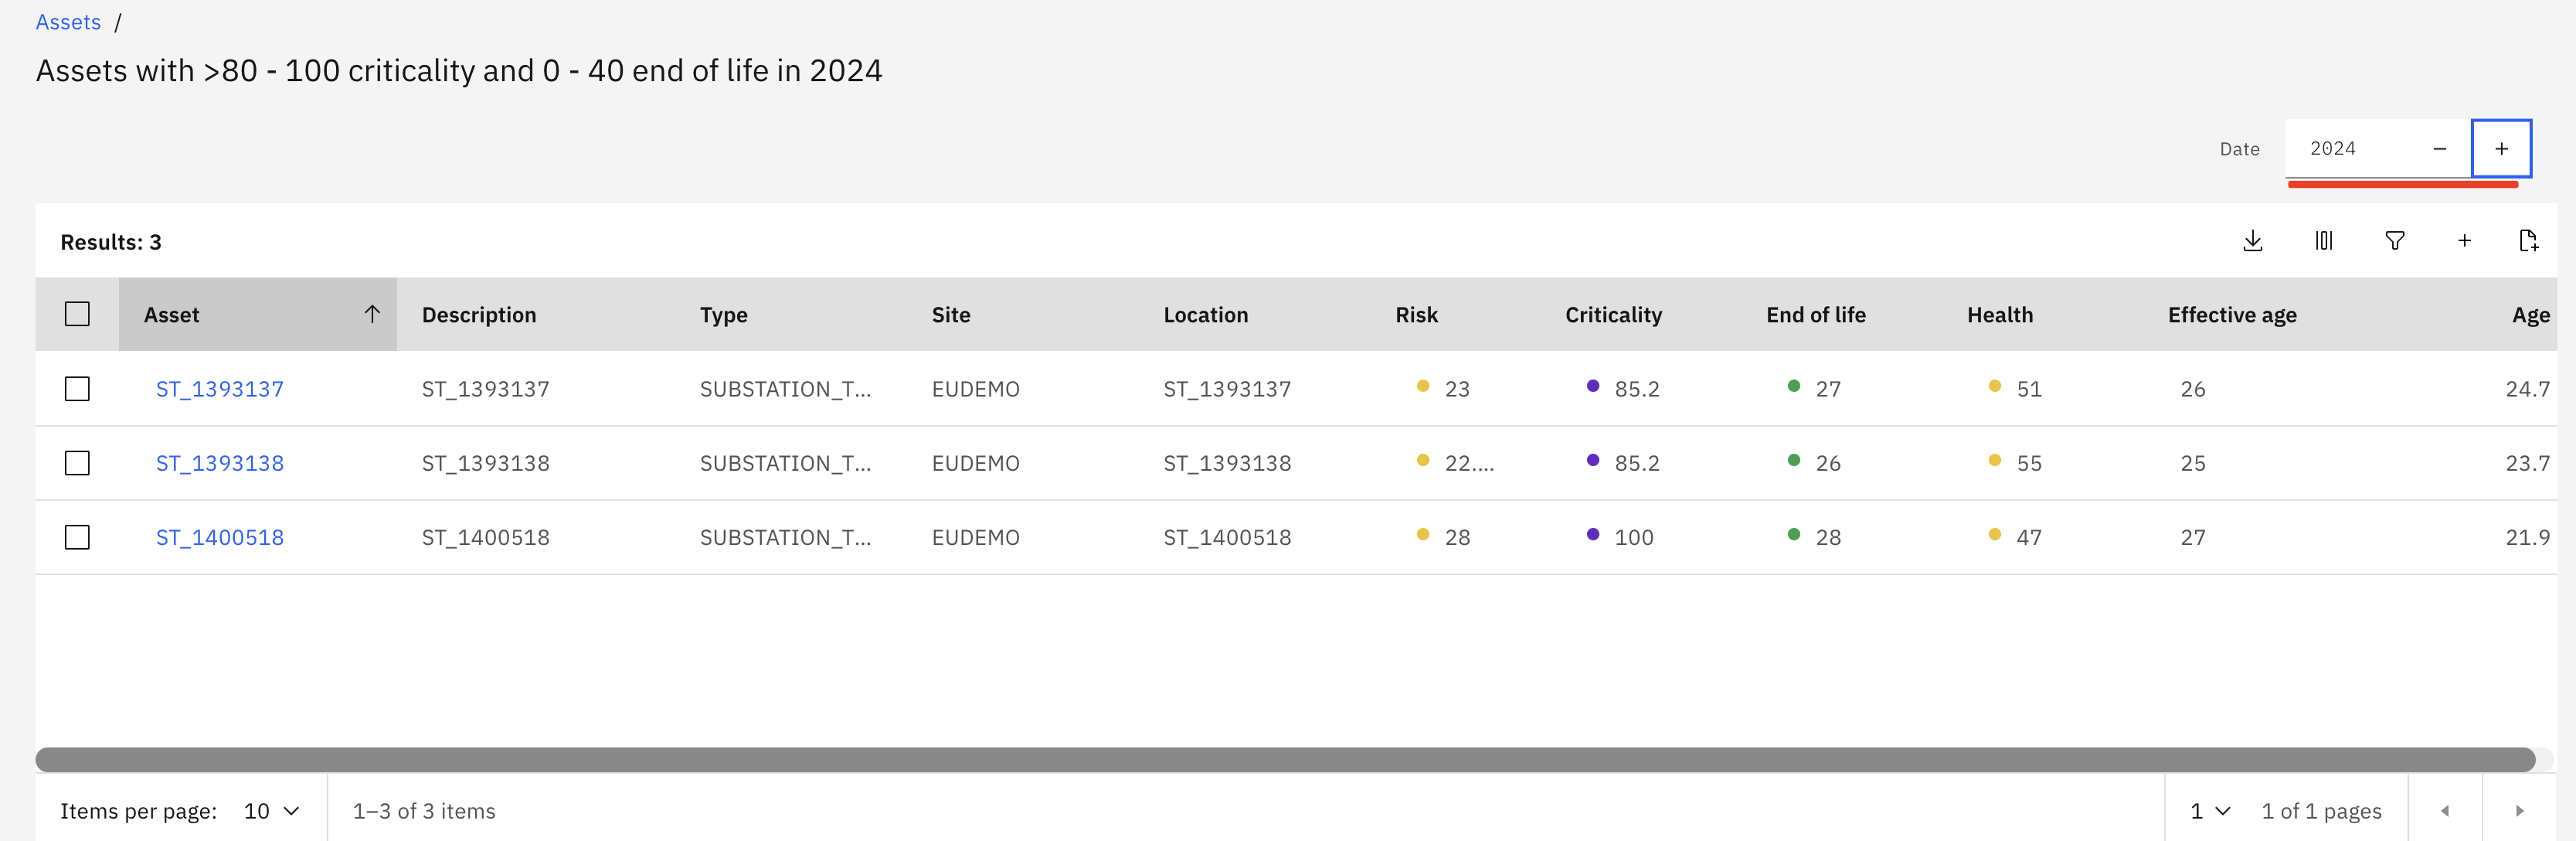 Assets /
Assets with >80 - 100 criticality and 0 - 40 end of life in 2024
Date 2024 − +
Results: 3
Asset Description Type Site Location Risk Criticality End of life Health Effective age Age
ST_1393137 ST_1393137 SUBSTATION_T... EUDEMO ST_1393137 23 85.2 27 51 26 24.7
ST_1393138 ST_1393138 SUBSTATION_T... EUDEMO ST_1393138 22.... 85.2 26 55 25 23.7
ST_1400518 ST_1400518 SUBSTATION_T... EUDEMO ST_1400518 28 100 28 47 27 21.9
Items per page: 10 1–3 of 3 items 1 1 of 1 pages